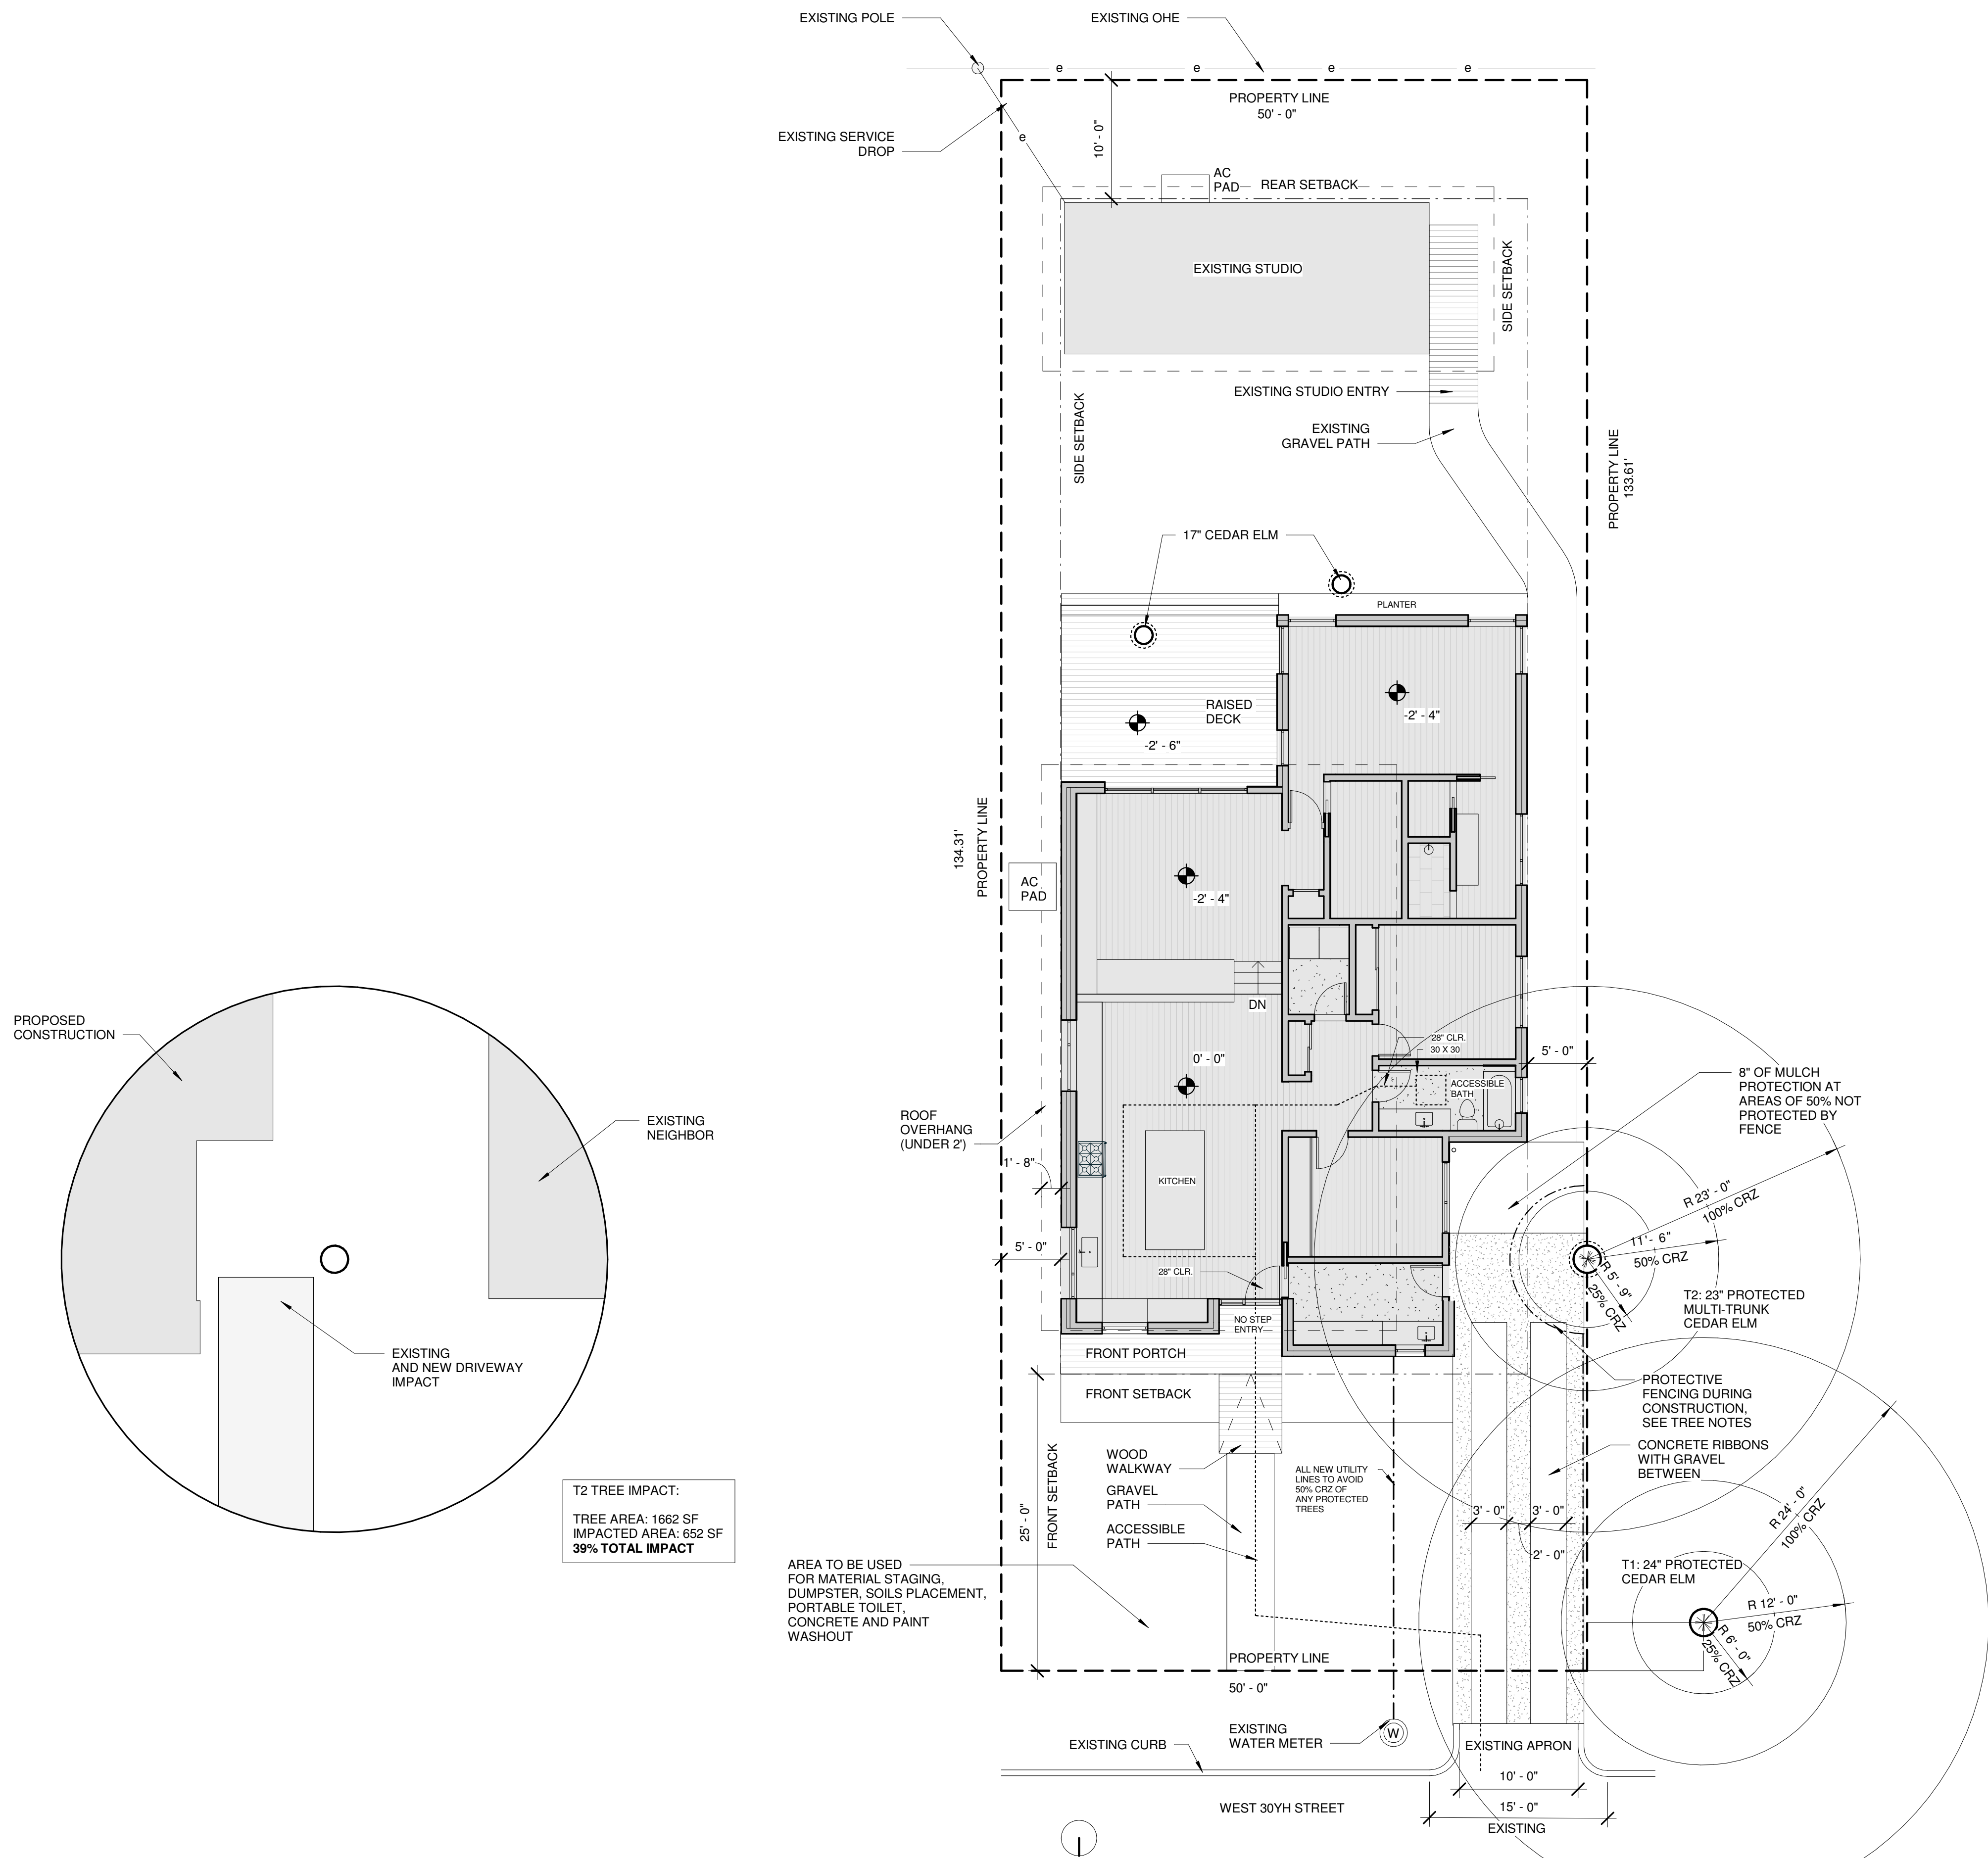 EXISTING POLE
EXISTING OHE
e
e
e
e
PROPERTY LINE
50' - 0"
EXISTING SERVICE
DROP
e
10' - 0"
AC
PAD
REAR SETBACK
EXISTING STUDIO
SIDE SETBACK
EXISTING STUDIO ENTRY
SIDE SETBACK
EXISTING
GRAVEL PATH
PROPERTY LINE
133.61'
17" CEDAR ELM
PLANTER
RAISED
DECK
-2' - 6"
-2' - 4"
134.31'
PROPERTY LINE
AC
PAD
-2' - 4"
DN
0' - 0"
28" CLR.
30 X 30
ACCESSIBLE
BATH
5' - 0"
8" OF MULCH
PROTECTION AT
AREAS OF 50% NOT
PROTECTED BY
FENCE
ROOF
OVERHANG
(UNDER 2')
1' - 8"
KITCHEN
5' - 0"
28" CLR.
NO STEP
ENTRY
FRONT PORTCH
FRONT SETBACK
R 23' - 0"
100% CRZ
11' - 6"
50% CRZ
R 5' - 9"
25% CRZ
T2: 23" PROTECTED
MULTI-TRUNK
CEDAR ELM
PROTECTIVE
FENCING DURING
CONSTRUCTION,
SEE TREE NOTES
CONCRETE RIBBONS
WITH GRAVEL
BETWEEN
PROPOSED
CONSTRUCTION
EXISTING
NEIGHBOR
EXISTING
AND NEW DRIVEWAY
IMPACT
T2 TREE IMPACT:
TREE AREA: 1662 SF
IMPACTED AREA: 652 SF
39% TOTAL IMPACT
25' - 0"
FRONT SETBACK
WOOD
WALKWAY
GRAVEL
PATH
ACCESSIBLE
PATH
ALL NEW UTILITY
LINES TO AVOID
50% CRZ OF
ANY PROTECTED
TREES
3' - 0"
3' - 0"
2' - 0"
R 24' - 0"
100% CRZ
T1: 24" PROTECTED
CEDAR ELM
R 12' - 0"
50% CRZ
R 6' - 0"
25% CRZ
AREA TO BE USED
FOR MATERIAL STAGING,
DUMPSTER, SOILS PLACEMENT,
PORTABLE TOILET,
CONCRETE AND PAINT
WASHOUT
PROPERTY LINE
50' - 0"
EXISTING
WATER METER
W
EXISTING CURB
EXISTING APRON
10' - 0"
15' - 0"
EXISTING
WEST 30YH STREET